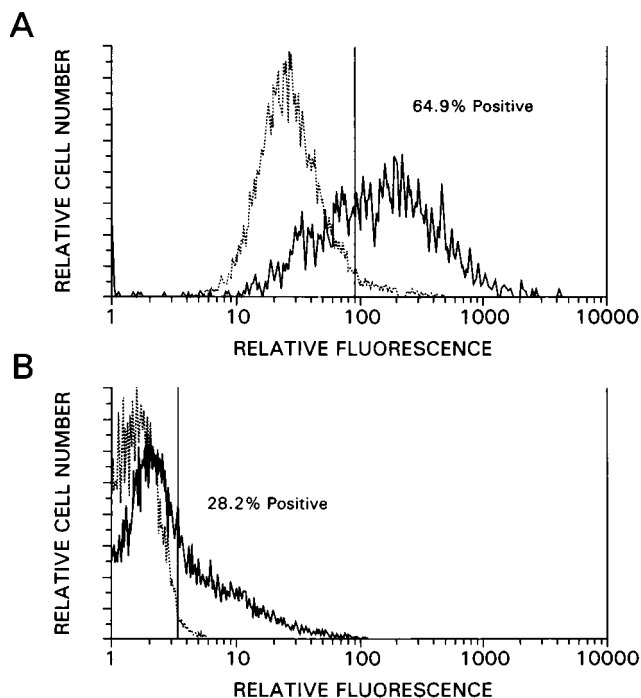 A
RELATIVE CELL NUMBER
64.9% Positive
1 10 100 1000 10000
RELATIVE FLUORESCENCE
B
RELATIVE CELL NUMBER
28.2% Positive
1 10 100 1000 10000
RELATIVE FLUORESCENCE